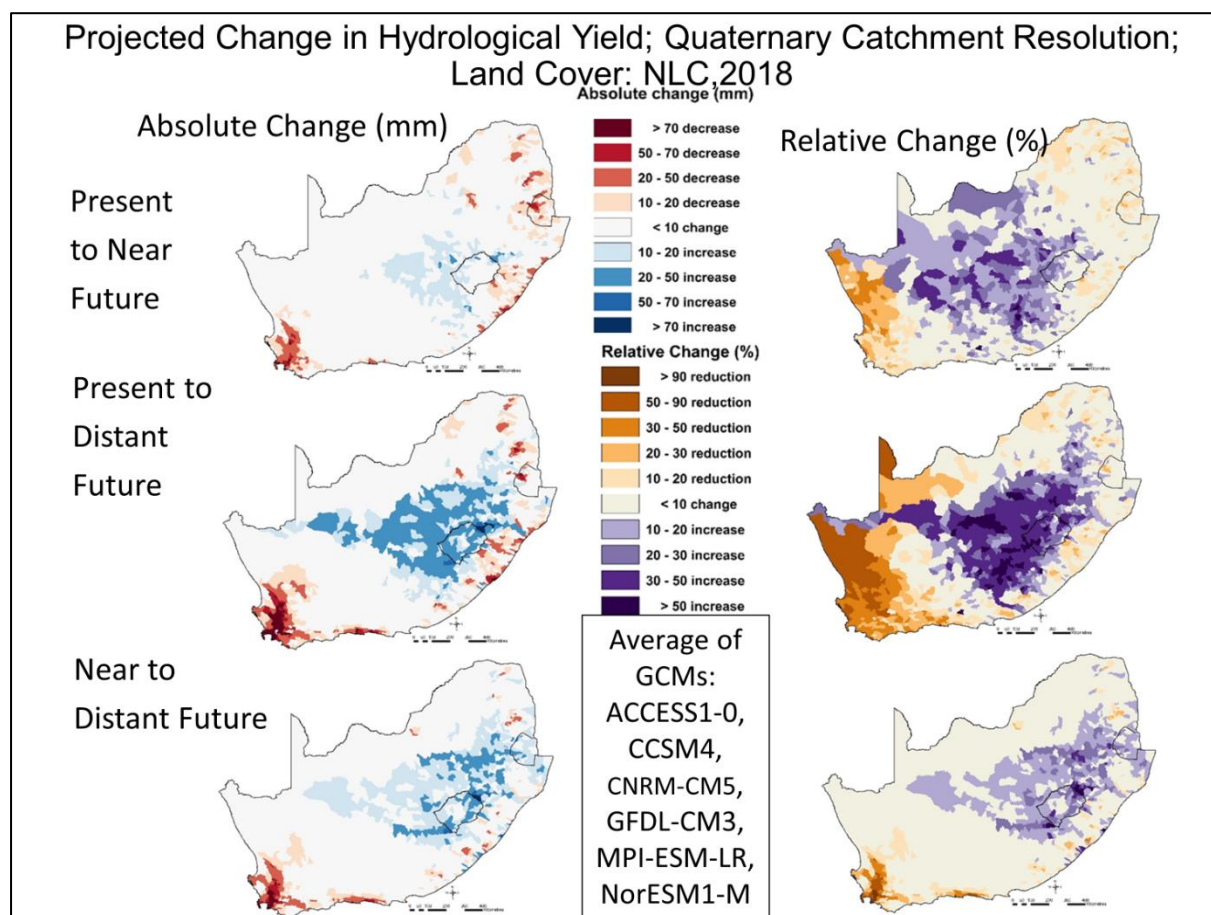 Projected Change in Hydrological Yield; Quaternary Catchment Resolution;
Land Cover: NLC,2018
Absolute Change (mm)
Absolute change (mm)
> 70 decrease
50 - 70 decrease
20 - 50 decrease
10 - 20 decrease
< 10 change
10 - 20 increase
20 - 50 increase
50 - 70 increase
> 70 increase
Relative Change (%)
Present
to Near
Future
Relative Change (%)
> 90 reduction
50 - 90 reduction
30 - 50 reduction
20 - 30 reduction
10 - 20 reduction
< 10 change
10 - 20 increase
20 - 30 increase
30 - 50 increase
> 50 increase
Present to
Distant
Future
Near to
Distant Future
Average of
GCMs:
ACCESS1-0,
CCSM4,
CNRM-CM5,
GFDL-CM3,
MPI-ESM-LR,
NorESM1-M